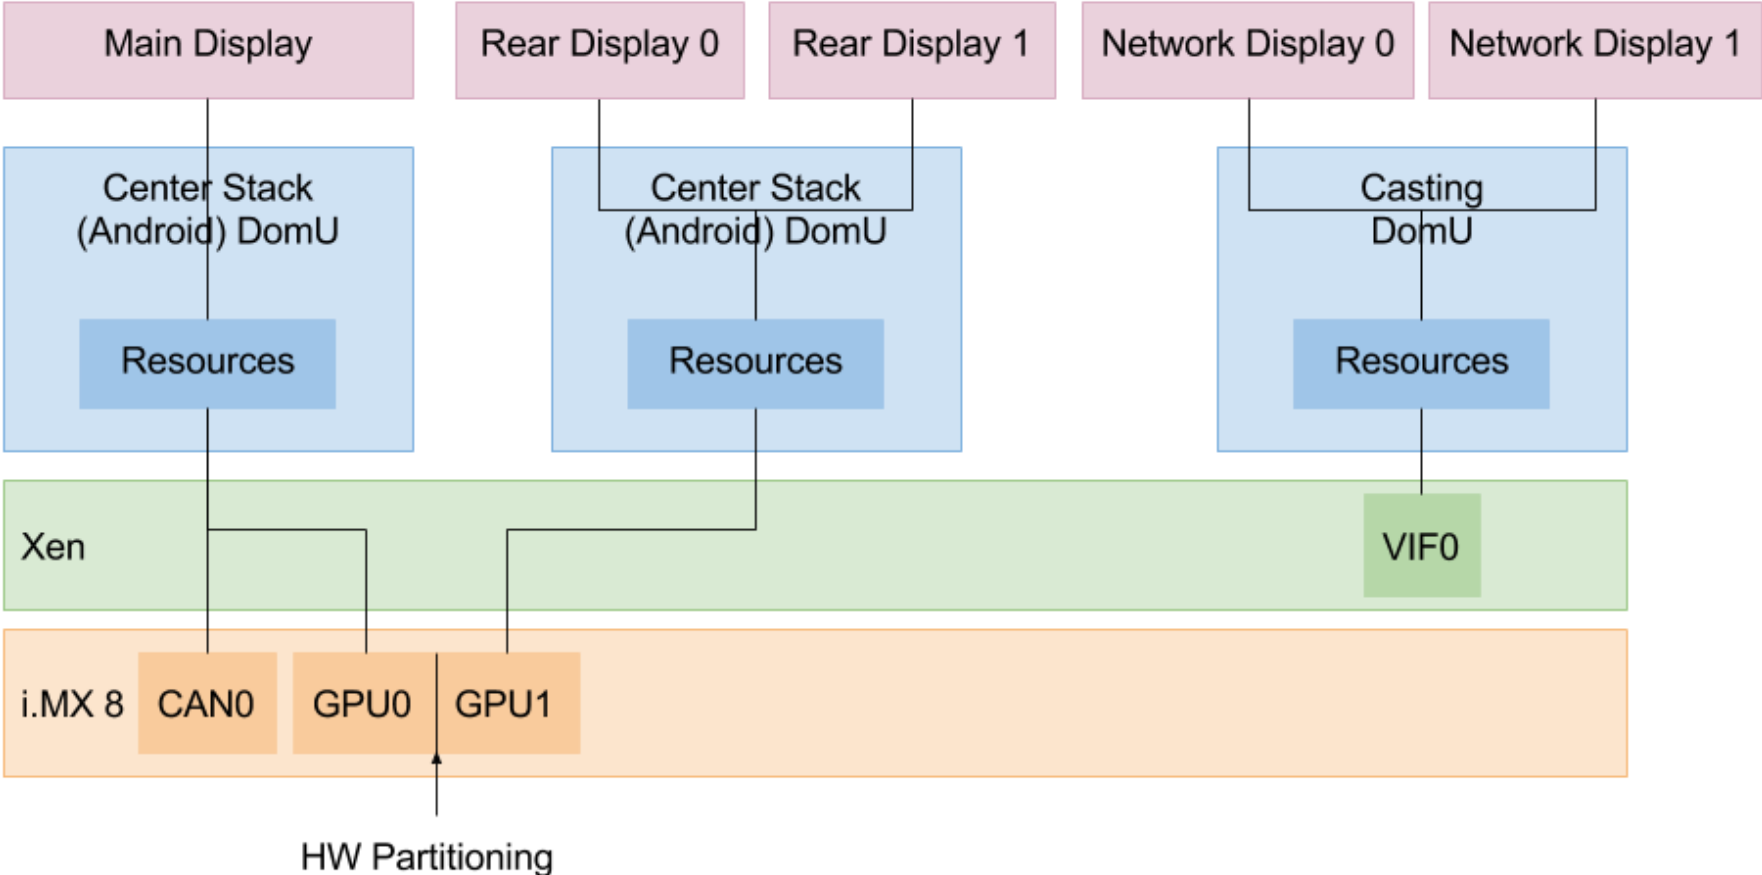 Main Display
Rear Display 0
Rear Display 1
Network Display 0
Network Display 1
Center Stack
(Android) DomU
Center Stack
(Android) DomU
Casting
DomU
Resources
Resources
Resources
Xen
VIF0
i.MX 8
CAN0
GPU0
GPU1
HW Partitioning